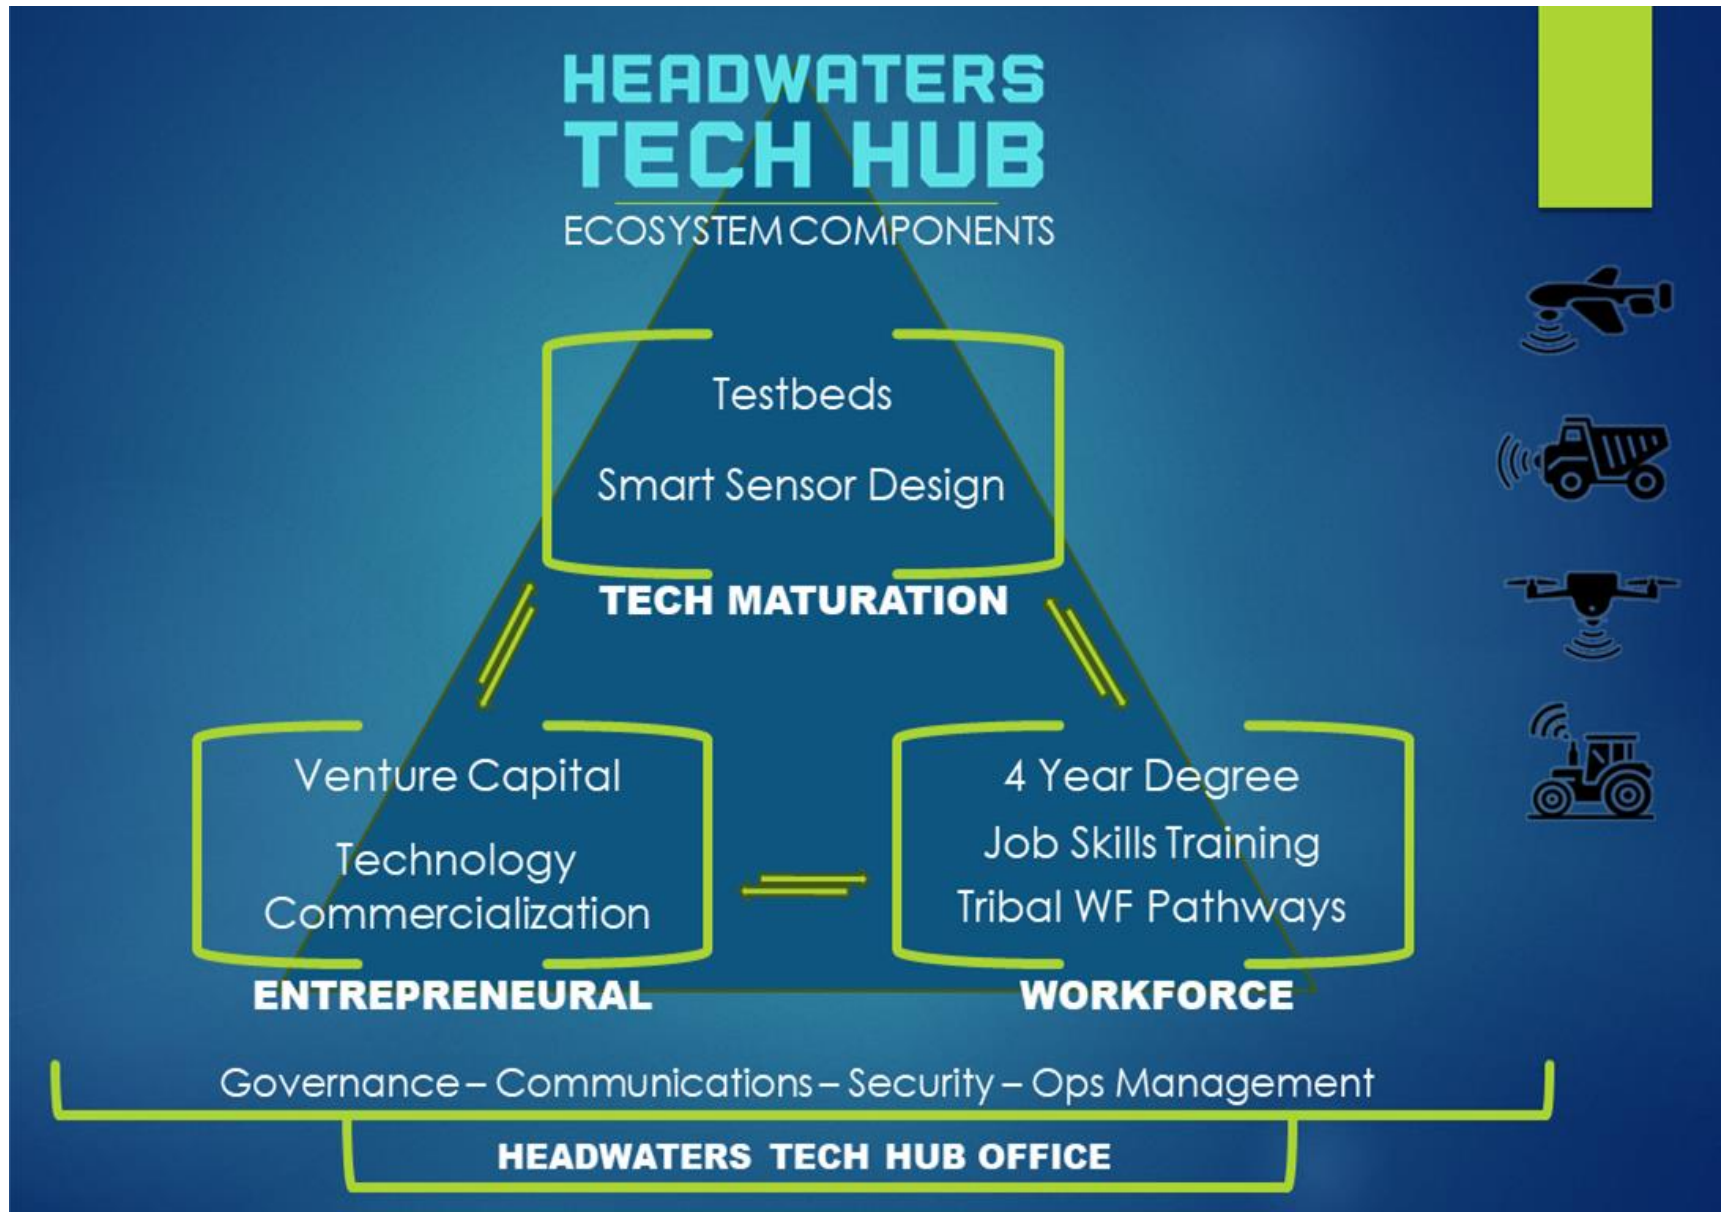 HEADWATERS
TECH HUB
ECOSYSTEM COMPONENTS
Testbeds
Smart Sensor Design
TECH MATURATION
Venture Capital
Technology
Commercialization
ENTREPRENEURAL
4 Year Degree
Job Skills Training
Tribal WF Pathways
WORKFORCE
Governance – Communications – Security – Ops Management
HEADWATERS TECH HUB OFFICE